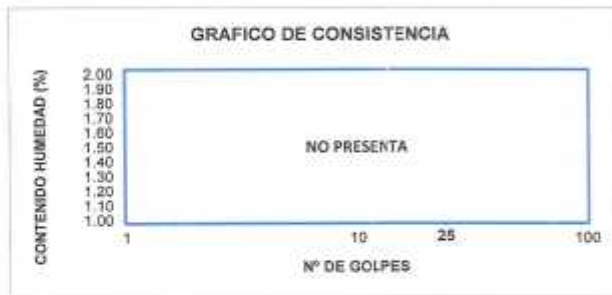 GRAFICO DE CONSISTENCIA
CONTENIDO HUMEDAD (%)
2.00
1.90
1.80
1.70
1.60
1.50
1.40
1.30
1.20
1.10
1.00
NO PRESENTA
1 10 25 100
Nº DE GOLPES